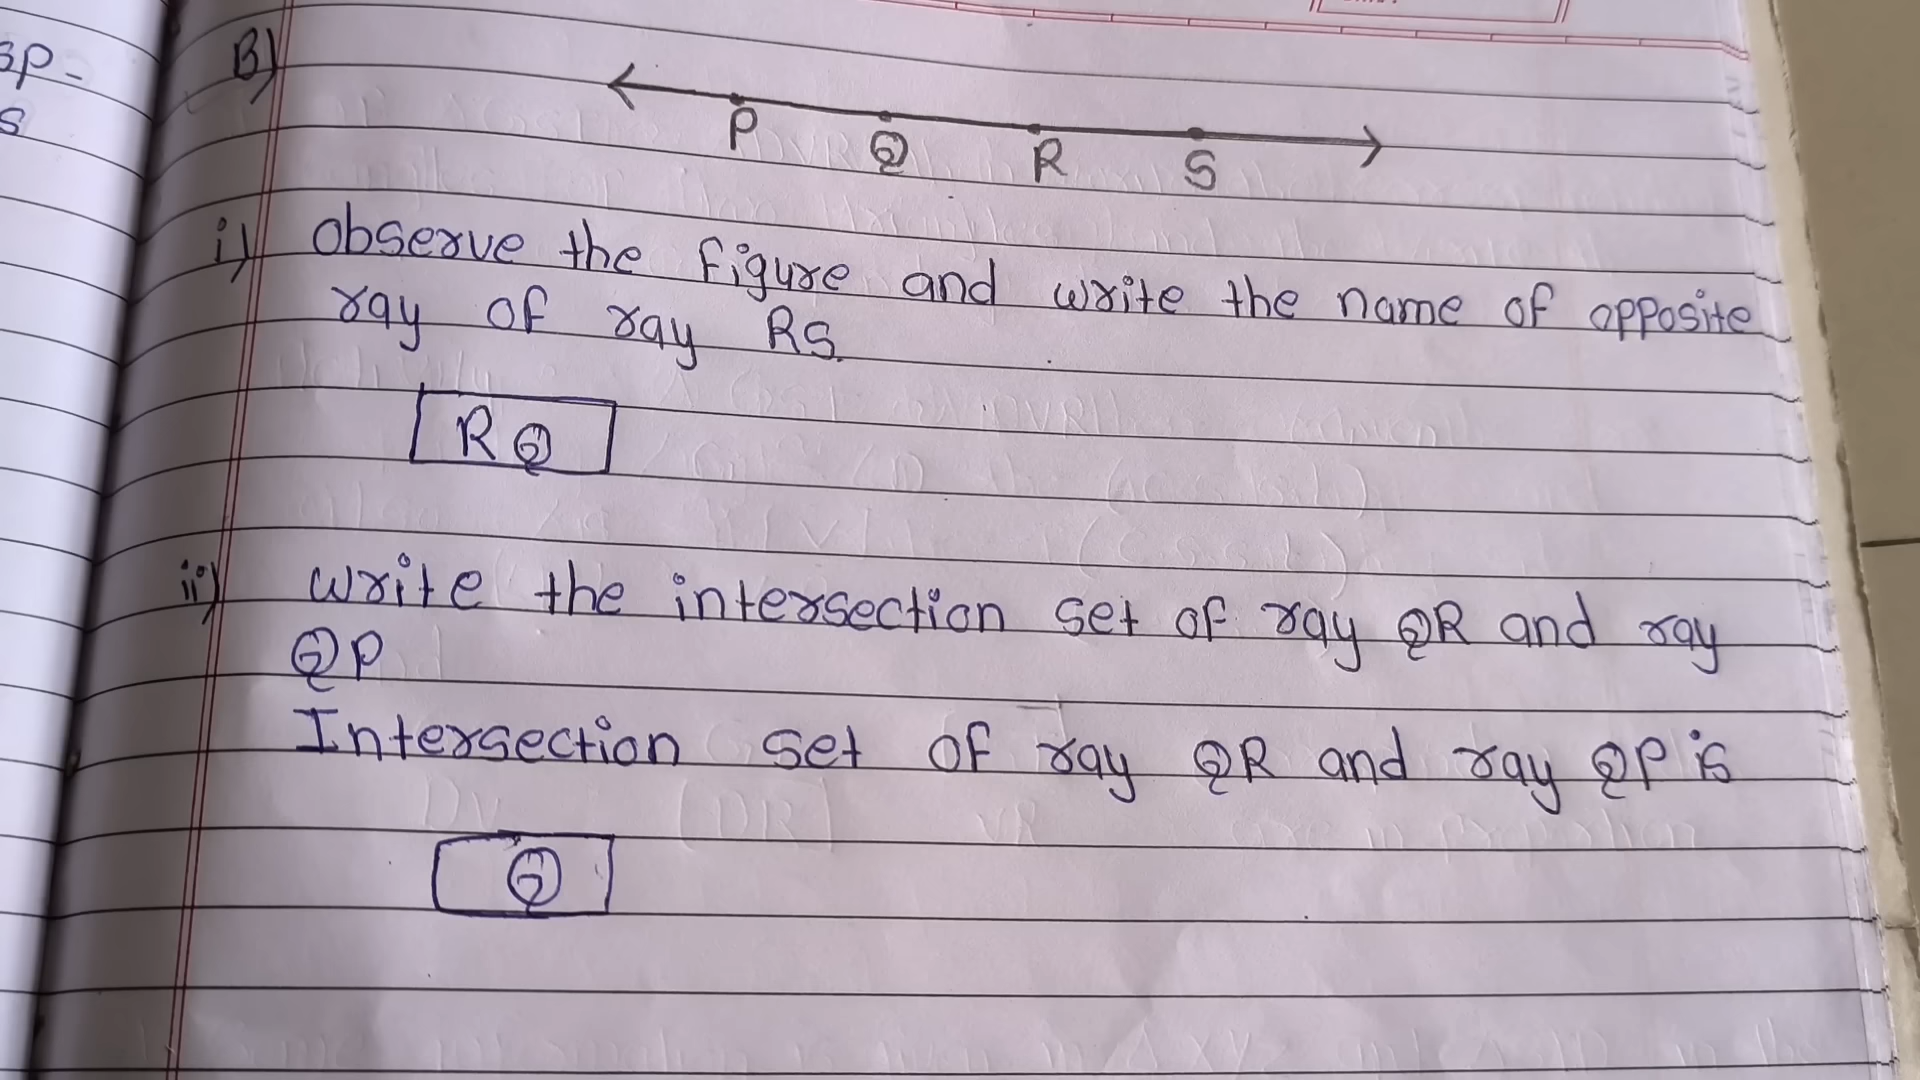 3P-
S
B)
P Q R S
i) observe the figure and write the name of opposite
ray of ray RS.
RQ
ii) write the intersection set of ray QR and ray
QP
Intersection set of ray QR and ray QP is
Q